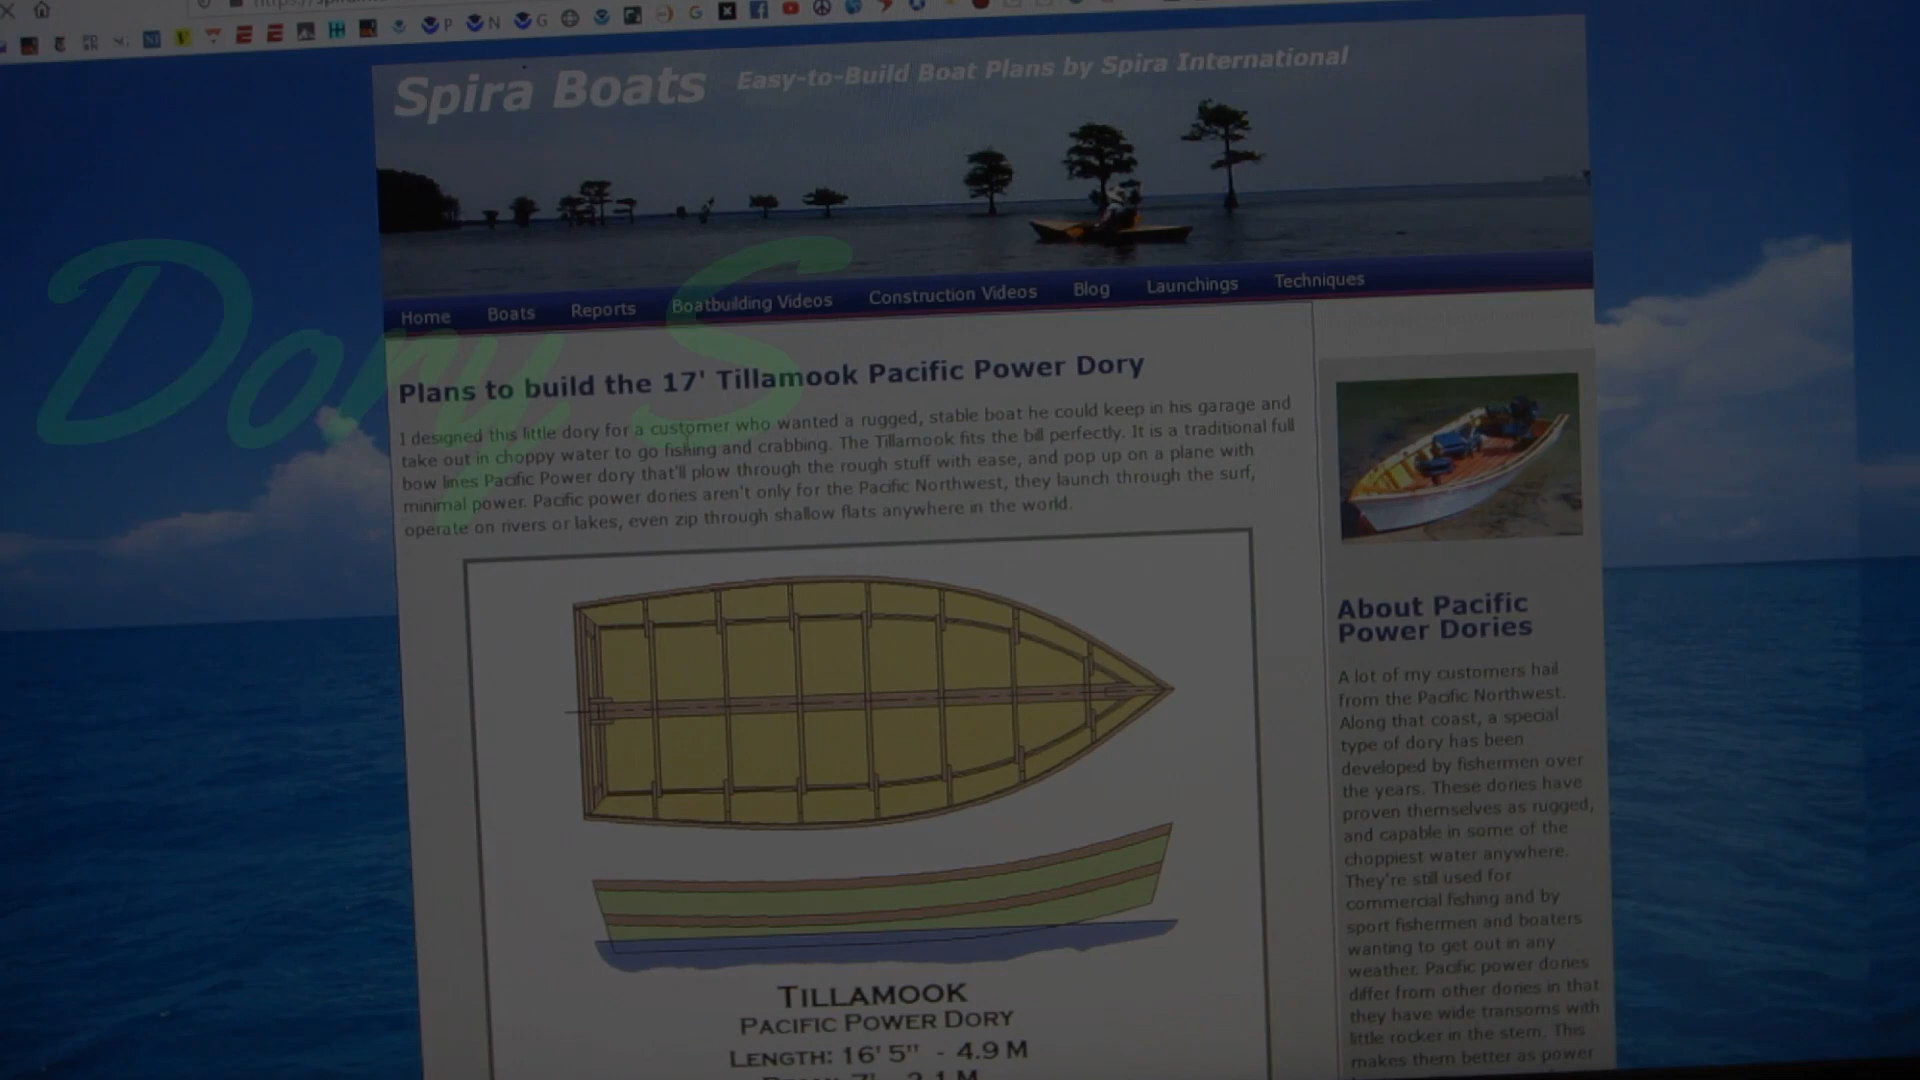 Spira Boats Easy-to-Build Boat Plans by Spira International
Home Boats Reports Boatbuilding Videos Construction Videos Blog Launchings Techniques
Dory S
Plans to build the 17' Tillamook Pacific Power Dory
I designed this little dory for a customer who wanted a rugged, stable boat he could keep in his garage and
take out in choppy water to go fishing and crabbing. The Tillamook fits the bill perfectly. It is a traditional full
bow lines Pacific Power dory that'll plow through the rough stuff with ease, and pop up on a plane with
minimal power. Pacific power dories aren't only for the Pacific Northwest, they launch through the surf,
operate on rivers or lakes, even zip through shallow flats anywhere in the world.
TILLAMOOK
PACIFIC POWER DORY
LENGTH: 16' 5" - 4.9 M
About Pacific
Power Dories
A lot of my customers hail
from the Pacific Northwest.
Along that coast, a special
type of dory has been
developed by fishermen over
the years. These dories have
proven themselves as rugged,
and capable in some of the
choppiest water anywhere.
They're still used for
commercial fishing and by
sport fishermen and boaters
wanting to get out in any
weather. Pacific power dories
differ from other dories in that
they have wide transoms with
little rocker in the stern. This
makes them better as power